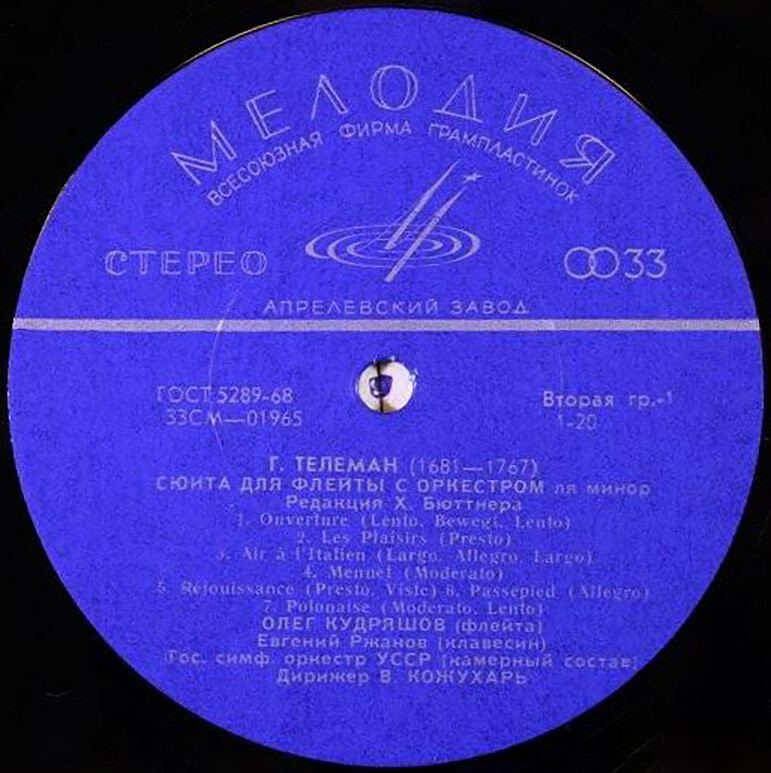 МЕЛОДИЯ
ВСЕСОЮЗНАЯ ФИРМА ГРАМПЛАСТИНОК
СТЕРЕО
33
АПРЕЛЕВСКИЙ ЗАВОД
ГОСТ 5289-68
Вторая гр.-1
33СМ—01965
1-20
Г. ТЕЛЕМАН (1681—1767)
СЮИТА ДЛЯ ФЛЕЙТЫ С ОРКЕСТРОМ ля минор
Редакция Х. Бюттнера
1. Ouverture (Lento, Bewegi, Lento)
2. Les Plaisirs (Presto)
3. Air à l'Italien (Largo, Allegro, Largo)
4. Menuet (Moderato)
5. Rejouissance (Presto, Viste) 6. Passepied (Allegro)
7. Polonaise (Moderato, Lento)
ОЛЕГ КУДРЯШОВ (флейта)
Евгений Ржанов (клавесин)
Гос. симф. оркестр УССР (камерный состав)
Дирижер В. КОЖУХАРЬ